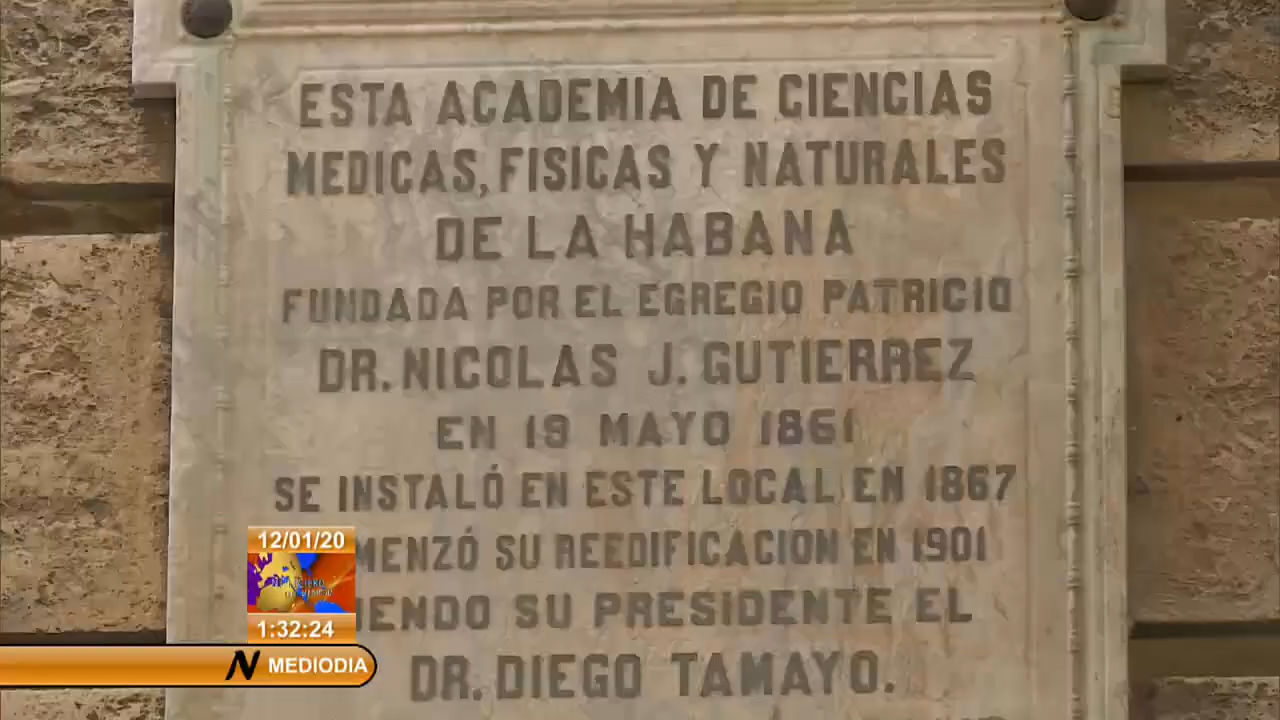 ESTA ACADEMIA DE CIENCIAS
MEDICAS, FISICAS Y NATURALES
DE LA HABANA
FUNDADA POR EL EGREGIO PATRICIO
DR. NICOLAS J. GUTIERREZ
EN 19 MAYO 1861
SE INSTALÓ EN ESTE LOCAL EN 1867
MENZÓ SU REEDIFICACION EN 1901
IENDO SU PRESIDENTE EL
DR. DIEGO TAMAYO.
12/01/20
1:32:24
N MEDIODIA